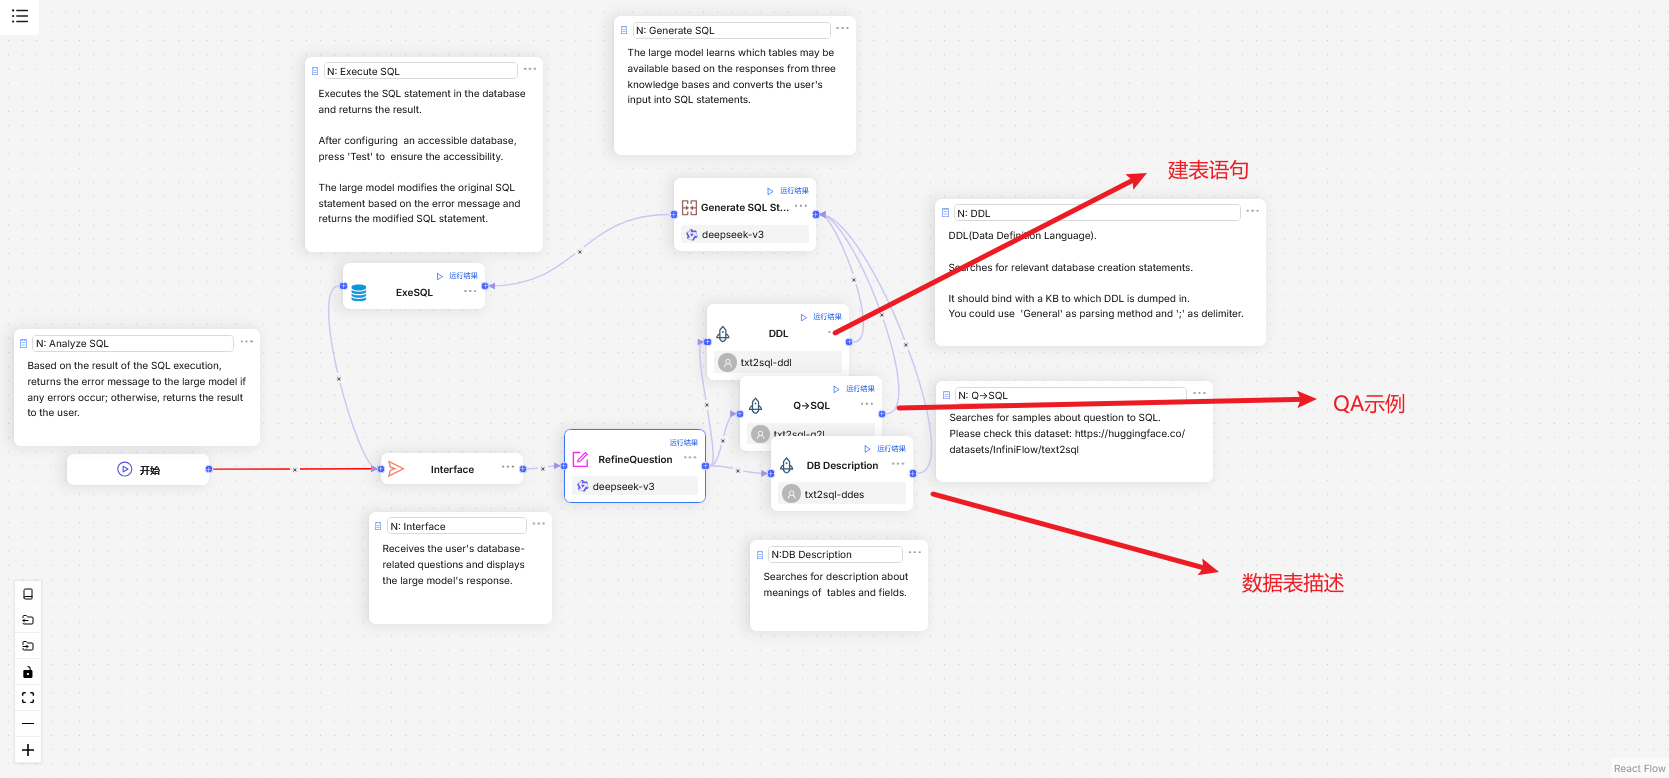 N: Generate SQL
The large model learns which tables may be
available based on the responses from three
knowledge bases and converts the user's
input into SQL statements.
N: Execute SQL
Executes the SQL statement in the database
and returns the result.
After configuring  an accessible database,
press 'Test' to  ensure the accessibility.
The large model modifies the original SQL
statement based on the error message and
returns the modified SQL statement.
建表语句
运行结果
Generate SQL St...
deepseek-v3
N: DDL
DDL(Data Definition Language).
Searches for relevant database creation statements.
It should bind with a KB to which DDL is dumped in.
You could use  'General' as parsing method and ';' as delimiter.
运行结果
ExeSQL
运行结果
DDL
txt2sql-ddl
N: Analyze SQL
Based on the result of the SQL execution,
returns the error message to the large model if
any errors occur; otherwise, returns the result
to the user.
运行结果
Q→SQL
txt2sql-q2l
N: Q→SQL
Searches for samples about question to SQL.
Please check this dataset: https://huggingface.co/
datasets/InfiniFlow/text2sql
QA示例
开始
Interface
运行结果
RefineQuestion
deepseek-v3
运行结果
DB Description
txt2sql-ddes
N: Interface
Receives the user's database-
related questions and displays
the large model's response.
N:DB Description
Searches for description about
meanings of  tables and fields.
数据表描述
React Flow